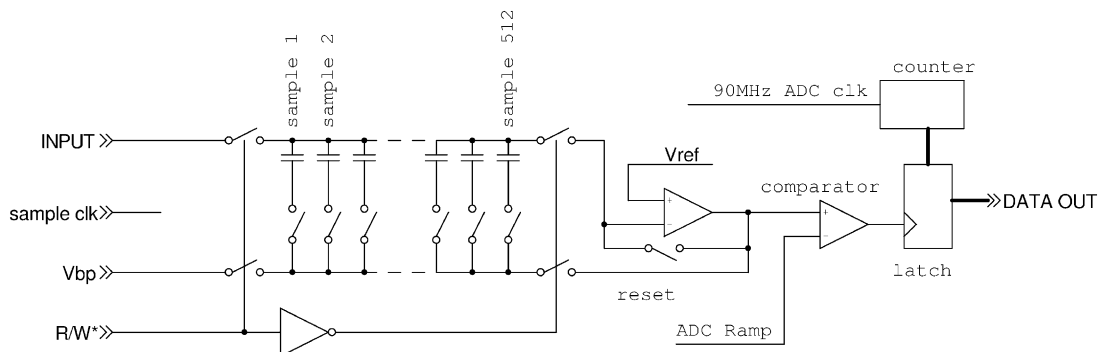 sample 1
sample 2
sample 512
counter
90MHz ADC clk
INPUT
Vref
comparator
sample clk
DATA OUT
+
-
+
-
Vbp
latch
reset
R/W*
ADC Ramp